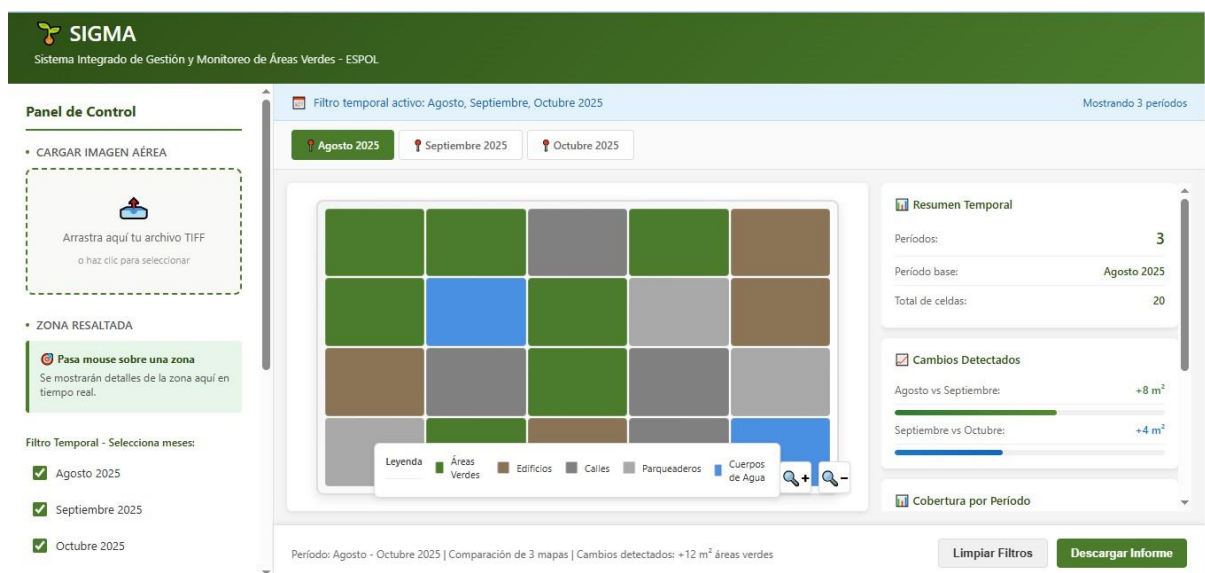 SIGMA
Sistema Integrado de Gestión y Monitoreo de Áreas Verdes - ESPOL
Panel de Control
• CARGAR IMAGEN AÉREA
Arrastra aquí tu archivo TIFF
o haz clic para seleccionar
• ZONA RESALTADA
Pasa mouse sobre una zona
Se mostrarán detalles de la zona aquí en
tiempo real.
Filtro Temporal - Selecciona meses:
Agosto 2025
Septiembre 2025
Octubre 2025
Filtro temporal activo: Agosto, Septiembre, Octubre 2025
Mostrando 3 períodos
Agosto 2025
Septiembre 2025
Octubre 2025
Leyenda
Áreas
Verdes
Edificios
Calles
Parqueaderos
Cuerpos
de Agua
Resumen Temporal
Períodos: 3
Período base: Agosto 2025
Total de celdas: 20
Cambios Detectados
Agosto vs Septiembre: +8 m²
Septiembre vs Octubre: +4 m²
Cobertura por Período
Período: Agosto - Octubre 2025 | Comparación de 3 mapas | Cambios detectados: +12 m² áreas verdes
Limpiar Filtros
Descargar Informe